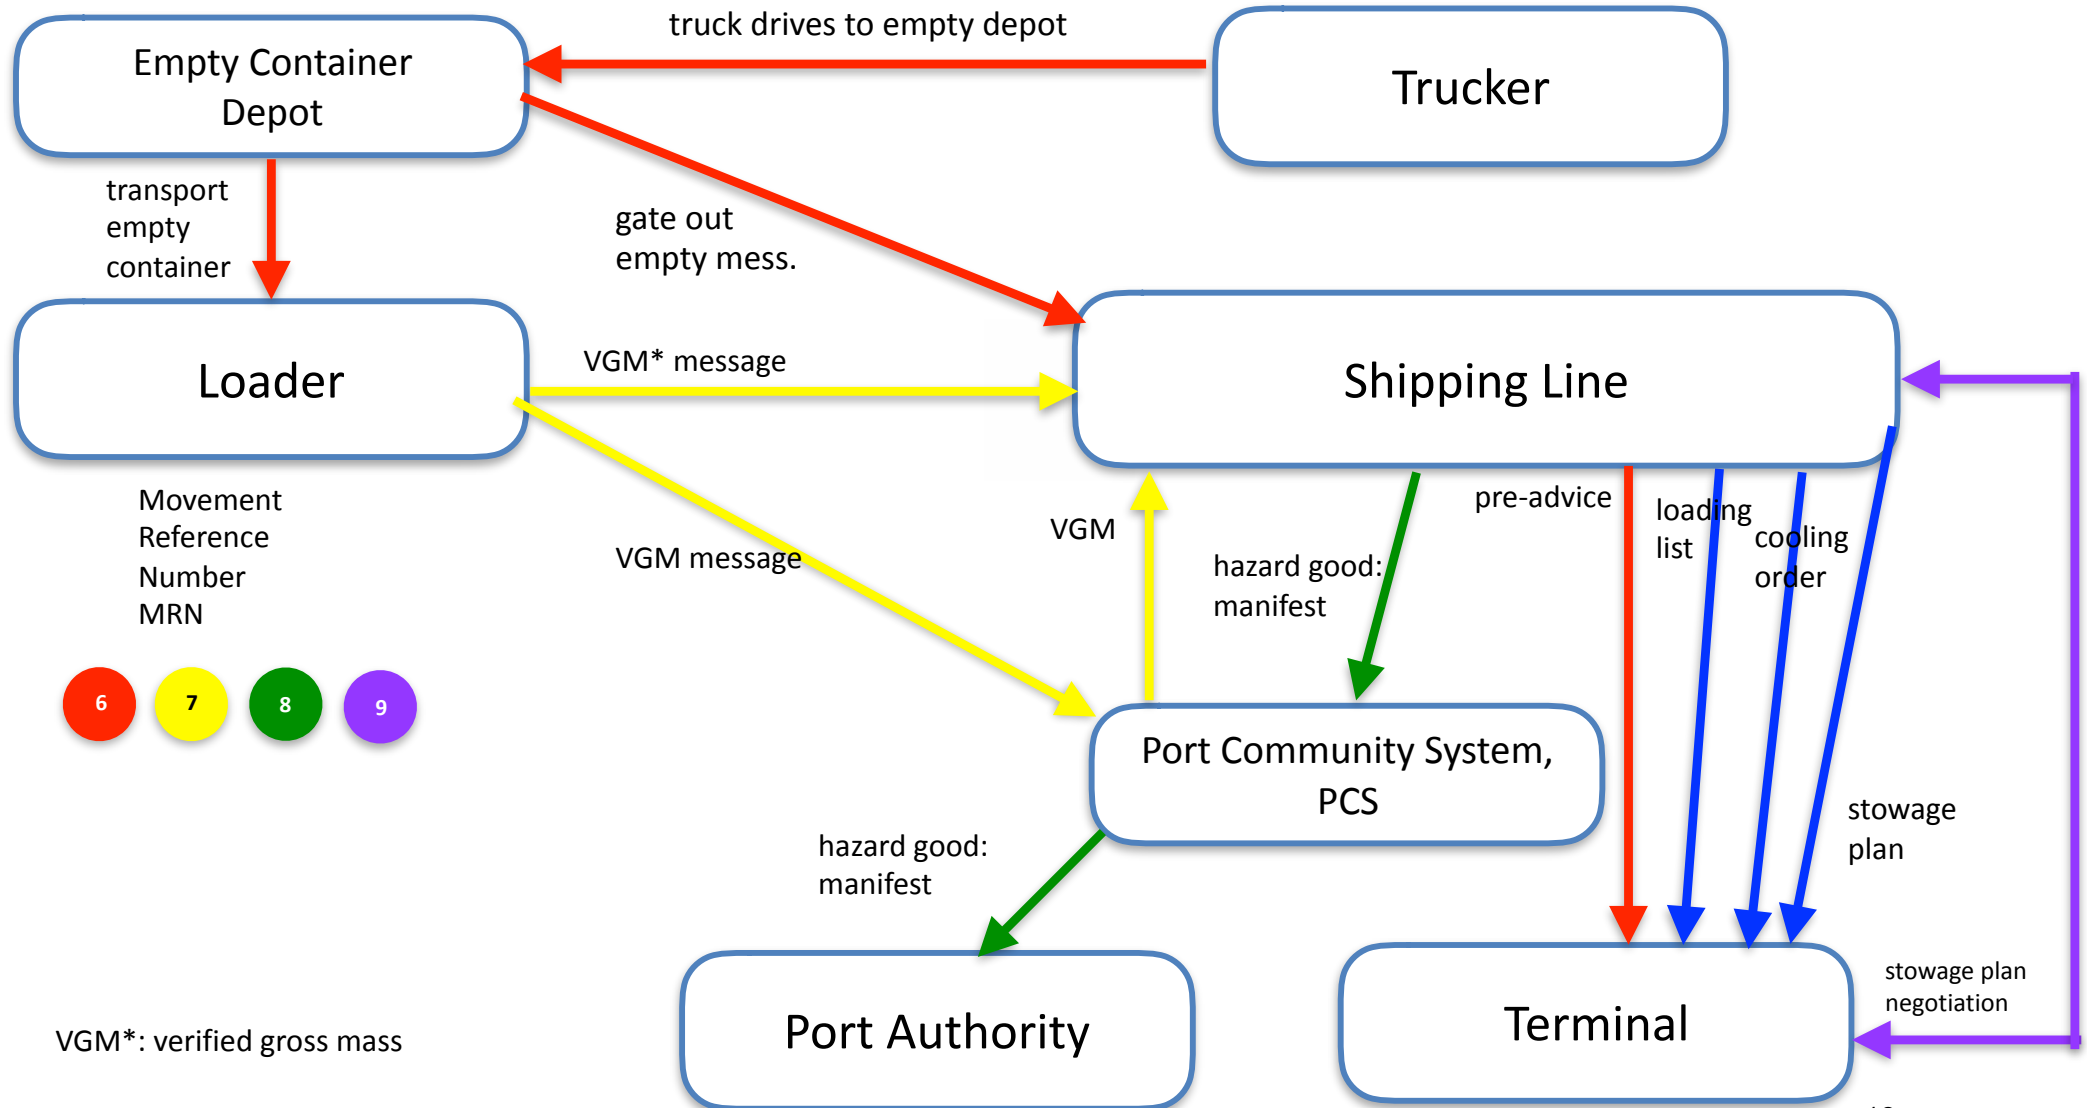 truck drives to empty depot
Empty Container
Depot
Trucker
transport
empty
container
gate out
empty mess.
Loader
VGM* message
Shipping Line
Movement
Reference
Number
MRN
VGM message
VGM
hazard good:
manifest
pre-advice
loading
list
cooling
order
6
7
8
9
Port Community System,
PCS
stowage
plan
hazard good:
manifest
stowage plan
negotiation
Port Authority
Terminal
VGM*: verified gross mass